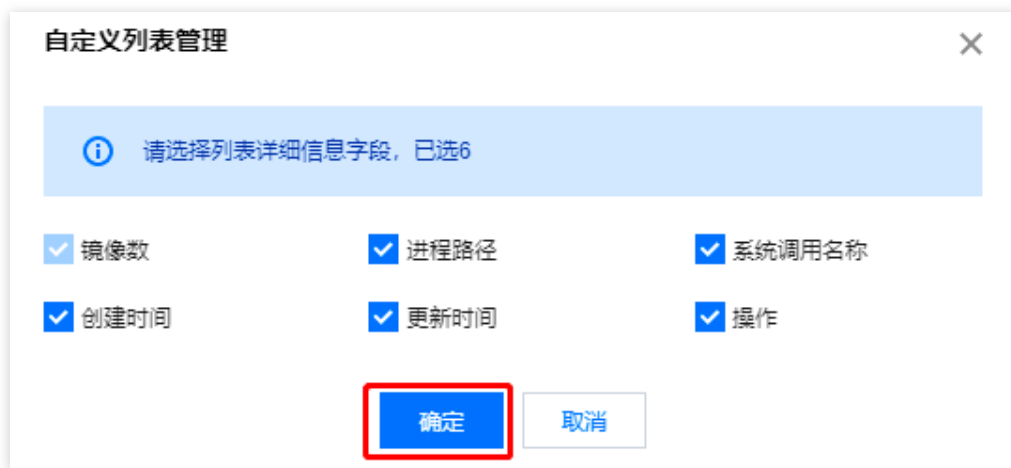 自定义列表管理
请选择列表详细信息字段，已选6
镜像数 进程路径 系统调用名称
创建时间 更新时间 操作
确定 取消